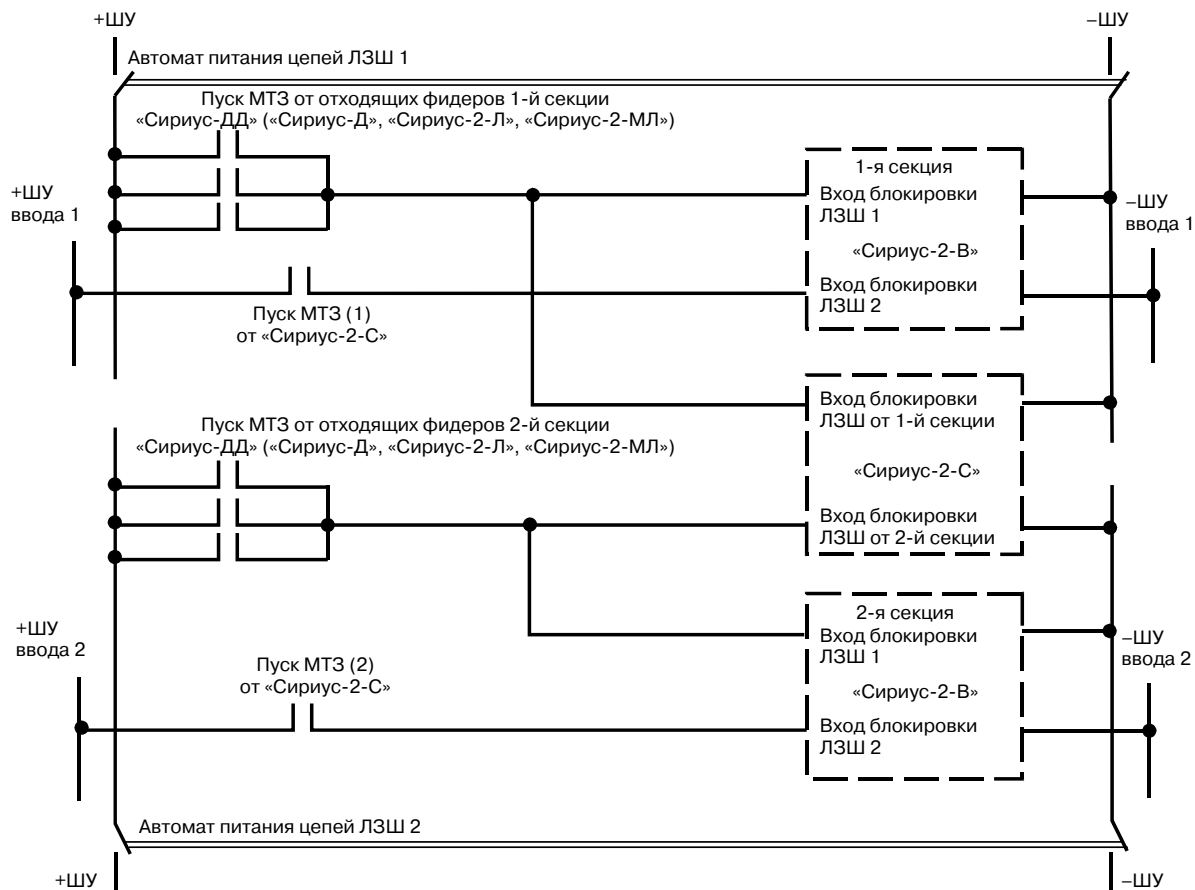 +ШУ
–ШУ
Автомат питания цепей ЛЗШ 1
Пуск МТЗ от отходящих фидеров 1-й секции
«Сириус-ДД» («Сириус-Д», «Сириус-2-Л», «Сириус-2-МЛ»)
+ШУ
ввода 1
1-я секция
Вход блокировки
ЛЗШ 1
«Сириус-2-В»
Вход блокировки
ЛЗШ 2
–ШУ
ввода 1
Пуск МТЗ (1)
от «Сириус-2-С»
Вход блокировки
ЛЗШ от 1-й секции
«Сириус-2-С»
Вход блокировки
ЛЗШ от 2-й секции
Пуск МТЗ от отходящих фидеров 2-й секции
«Сириус-ДД» («Сириус-Д», «Сириус-2-Л», «Сириус-2-МЛ»)
+ШУ
ввода 2
2-я секция
Вход блокировки
ЛЗШ 1
«Сириус-2-В»
Вход блокировки
ЛЗШ 2
–ШУ
ввода 2
Пуск МТЗ (2)
от «Сириус-2-С»
Автомат питания цепей ЛЗШ 2
+ШУ
–ШУ